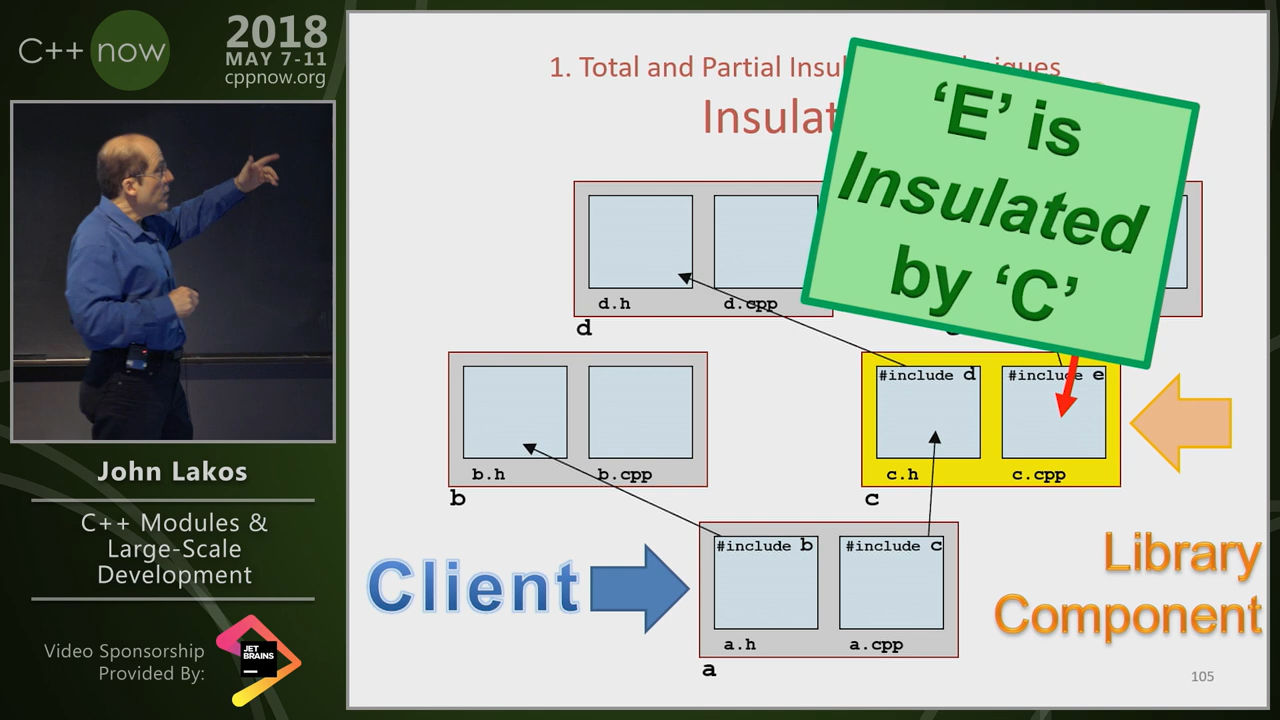 C++ now
2018
MAY 7-11
cppnow.org
John Lakos
C++ Modules &
Large-Scale
Development
Video Sponsorship
Provided By:
JET
BRAINS
1. Total and Partial
Insulat
'E' is
Insulated
by 'C'
d.h
d.cpp
d
#include d
#include e
b.h
b.cpp
b
c.h
c.cpp
c
#include b
#include c
Client
a.h
a.cpp
a
Library
Component
105